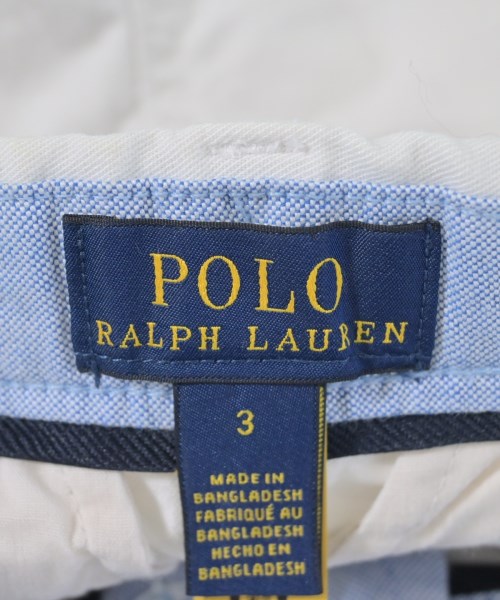 POLO
RALPH LAUREN
3
MADE IN
BANGLADESH
FABRIQUÉ AU
BANGLADESH
HECHO EN
BANGLADESH